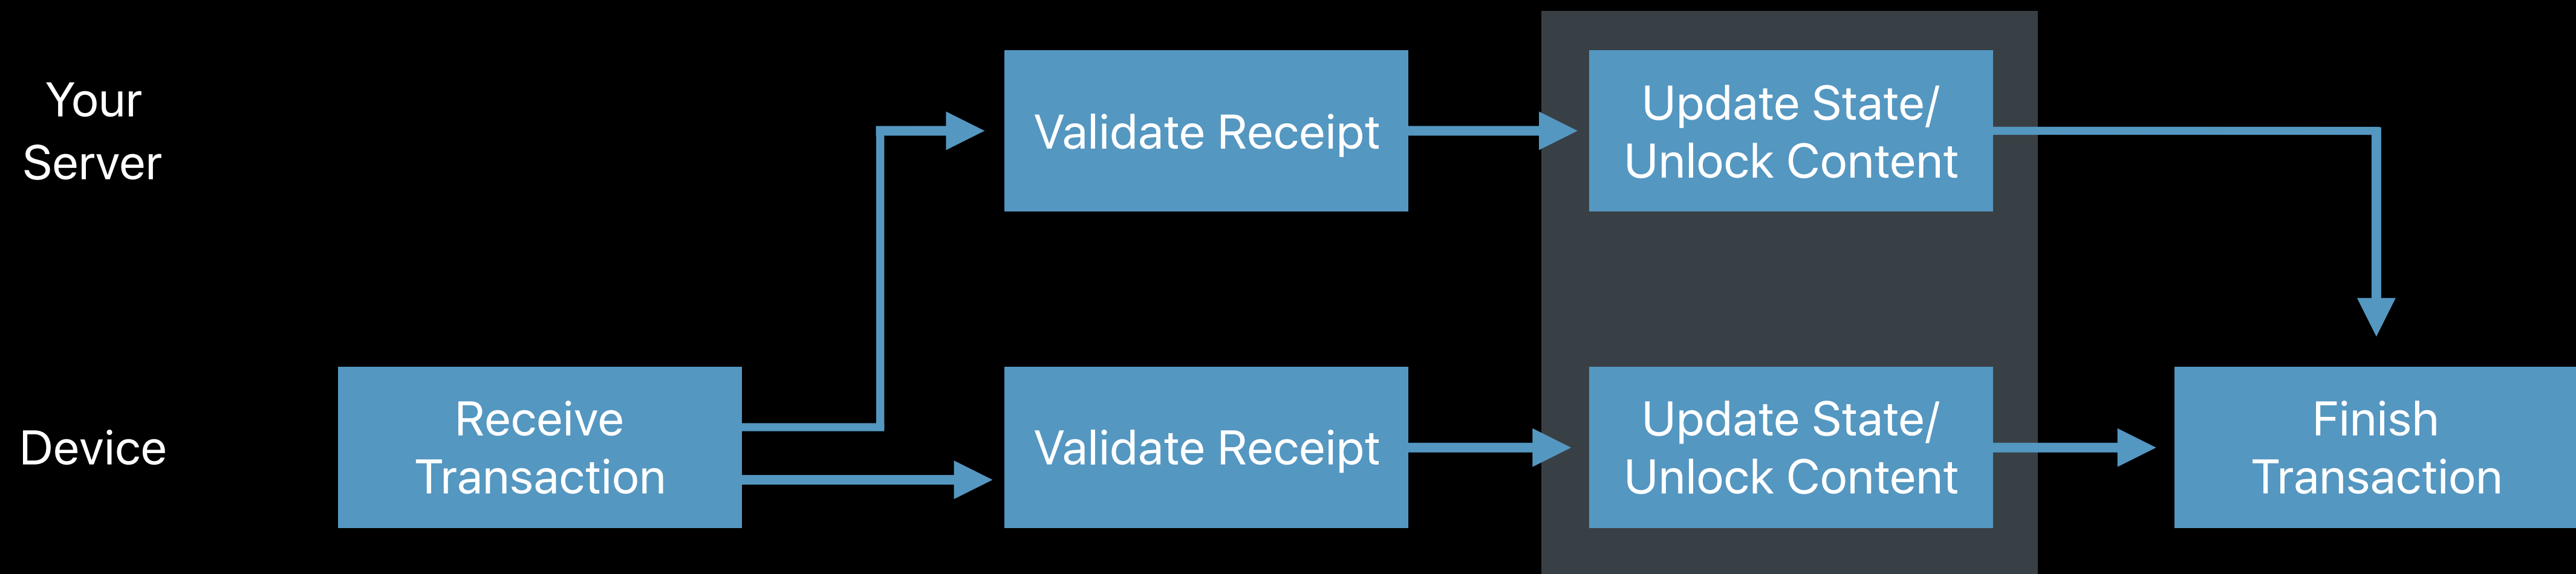 Your
Server
Validate Receipt
Update State/
Unlock Content
Device
Receive
Transaction
Validate Receipt
Update State/
Unlock Content
Finish
Transaction